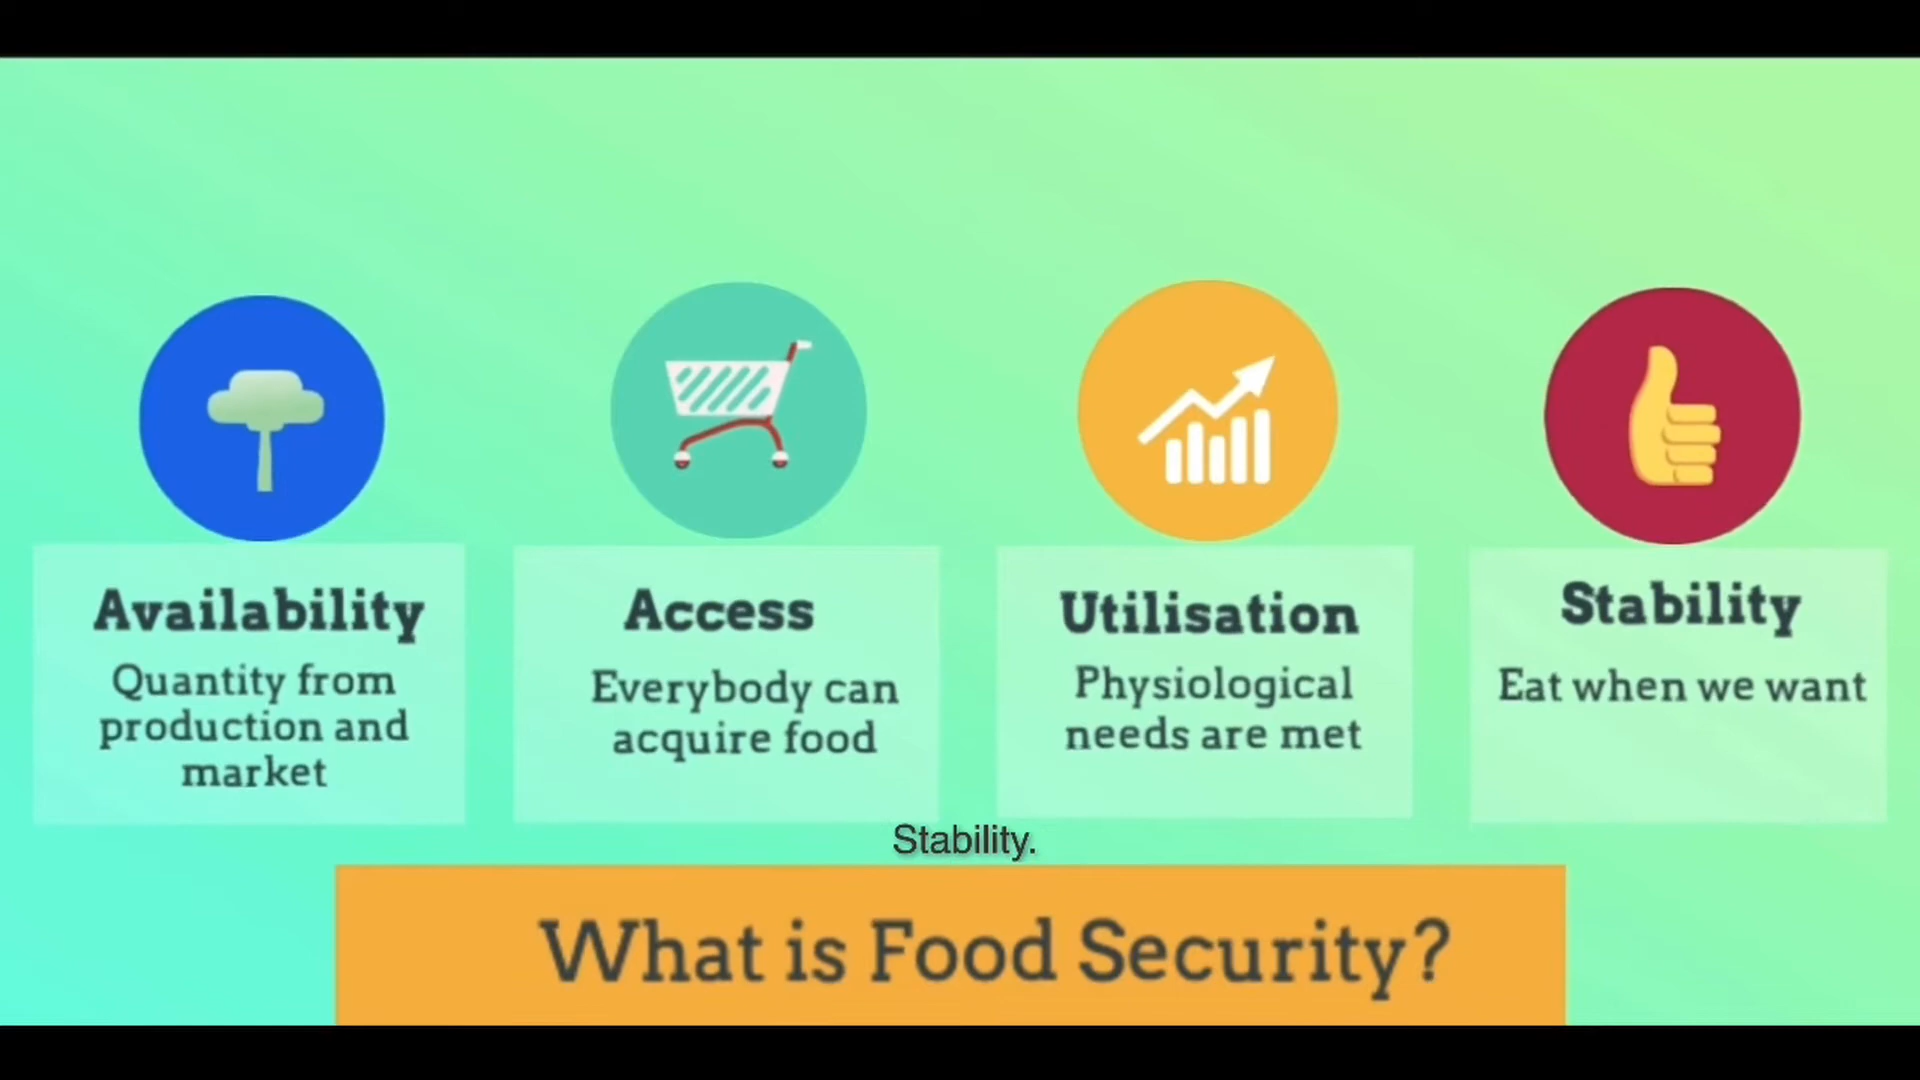 Availability
Quantity from
production and
market
Access
Everybody can
acquire food
Utilisation
Physiological
needs are met
Stability
Eat when we want
Stability.
What is Food Security?